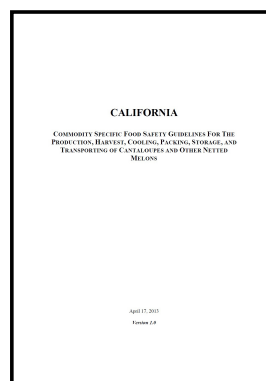 CALIFORNIA
COMMODITY SPECIFIC FOOD SAFETY GUIDELINES FOR THE
PRODUCTION, HARVEST, COOLING, PACKING, STORAGE, AND
TRANSPORTING OF CANTALOUPES AND OTHER NETTED
MELONS
April 17, 2013
Version 1.0